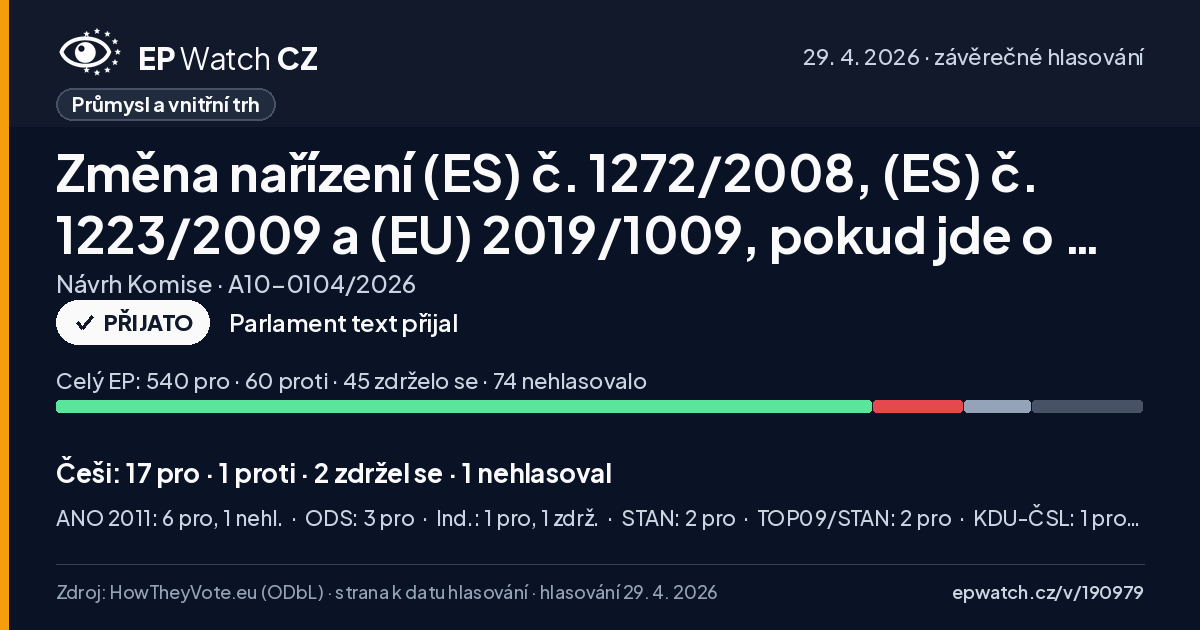 EP Watch CZ
29. 4. 2026 · závěrečné hlasování
Průmysl a vnitřní trh
Změna nařízení (ES) č. 1272/2008, (ES) č.
1223/2009 a (EU) 2019/1009, pokud jde o …
Návrh Komise · A10-0104/2026
✓ PŘIJATO Parlament text přijal
Celý EP: 540 pro · 60 proti · 45 zdrželo se · 74 nehlasovalo
Češi: 17 pro · 1 proti · 2 zdržel se · 1 nehlasoval
ANO 2011: 6 pro, 1 nehl. · ODS: 3 pro · Ind.: 1 pro, 1 zdrž. · STAN: 2 pro · TOP09/STAN: 2 pro · KDU-ČSL: 1 pro…
Zdroj: HowTheyVote.eu (ODbL) · strana k datu hlasování · hlasování 29. 4. 2026
epwatch.cz/v/190979